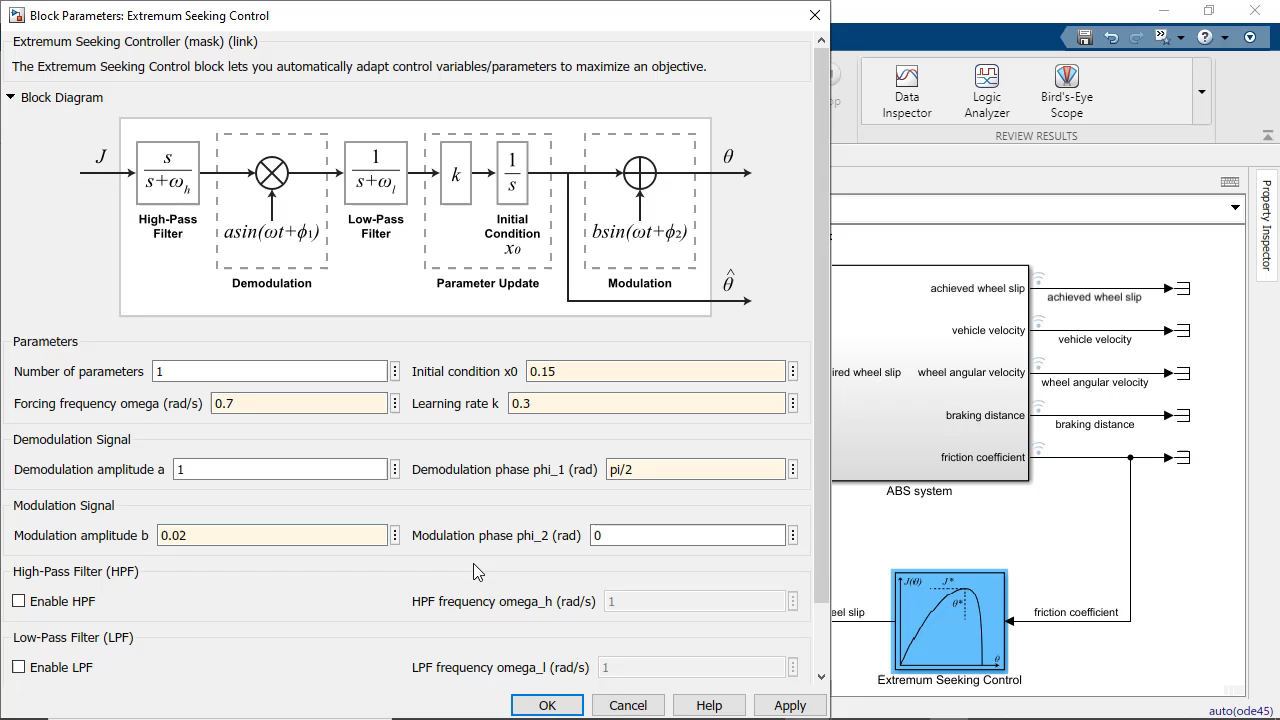 Block Parameters: Extremum Seeking Control
Extremum Seeking Controller (mask) (link)
The Extremum Seeking Control block lets you automatically adapt control variables/parameters to maximize an objective.
Block Diagram
J
s
s+ωh
1
s+ωl
k
1
s
θ
High-Pass
Filter
asin(ωt+ϕ1)
Low-Pass
Filter
Initial
Condition
x0
bsin(ωt+ϕ2)
Demodulation
Parameter Update
Modulation
θ̂
Parameters
Number of parameters 1
Initial condition x0 0.15
Forcing frequency omega (rad/s) 0.7
Learning rate k 0.3
Demodulation Signal
Demodulation amplitude a 1
Demodulation phase phi_1 (rad) pi/2
Modulation Signal
Modulation amplitude b 0.02
Modulation phase phi_2 (rad) 0
High-Pass Filter (HPF)
Enable HPF
HPF frequency omega_h (rad/s) 1
Low-Pass Filter (LPF)
Enable LPF
LPF frequency omega_l (rad/s) 1
OK
Cancel
Help
Apply
Data
Inspector
Logic
Analyzer
Bird's-Eye
Scope
REVIEW RESULTS
Property Inspector
achieved wheel slip
achieved wheel slip
vehicle velocity
vehicle velocity
ired wheel slip
wheel angular velocity
wheel angular velocity
braking distance
braking distance
friction coefficient
ABS system
J(θ)
J*
θ*
θ
eel slip
friction coefficient
Extremum Seeking Control
auto(ode45)